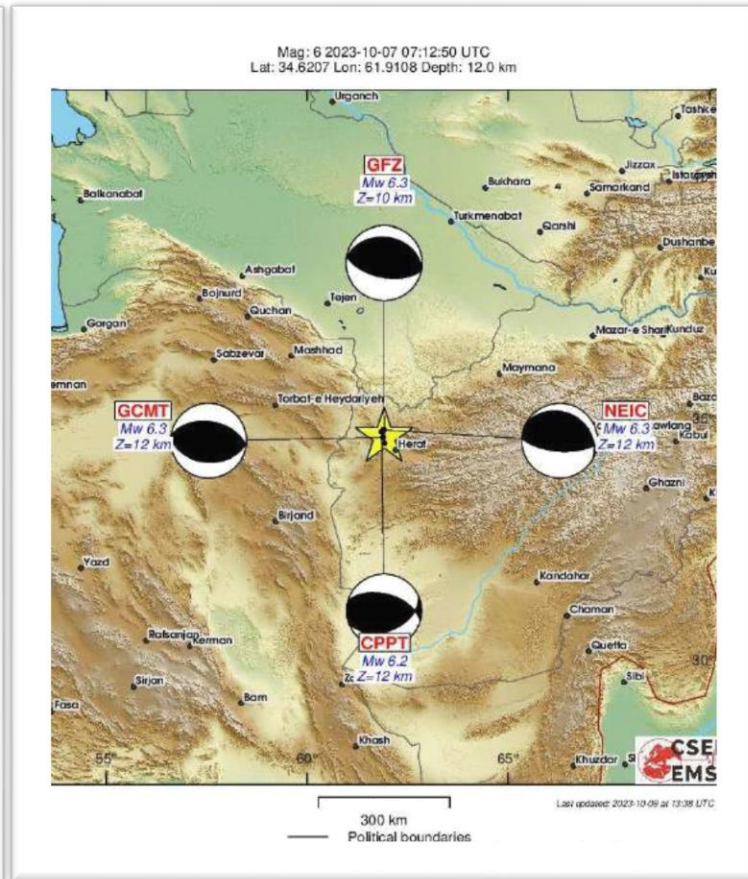 Mag: 6 2023-10-07 07:12:50 UTC
Lat: 34.6207 Lon: 61.9108 Depth: 12.0 km
Urganch
GFZ
Mw 6.3
Z=10 km
Jizzax
Bukhara
Samarkand
Balkanabat
Turkmenabat
Qarshi
Dushanbe
Ashgabat
Bojnurd
Tejen
Quchan
Gorgan
Mazar-e Sharif
Kunduz
Sabzevar
Mashhad
Maymana
Torbat-e Heydariyeh
GCMT
Mw 6.3
Z=12 km
NEIC
Mw 6.3
Z=12 km
Herat
Kabul
Ghazni
Birjand
Yazd
Kandahar
Chaman
CPPT
Mw 6.2
Z=12 km
Rafsanjan
Kerman
Quetta
30°
Sirjan
Sibi
Bam
Fasa
Khash
Khuzdar
55°
60°
65°
CSE
EMS
Last updated: 2023-10-09 at 13:38 UTC
300 km
Political boundaries